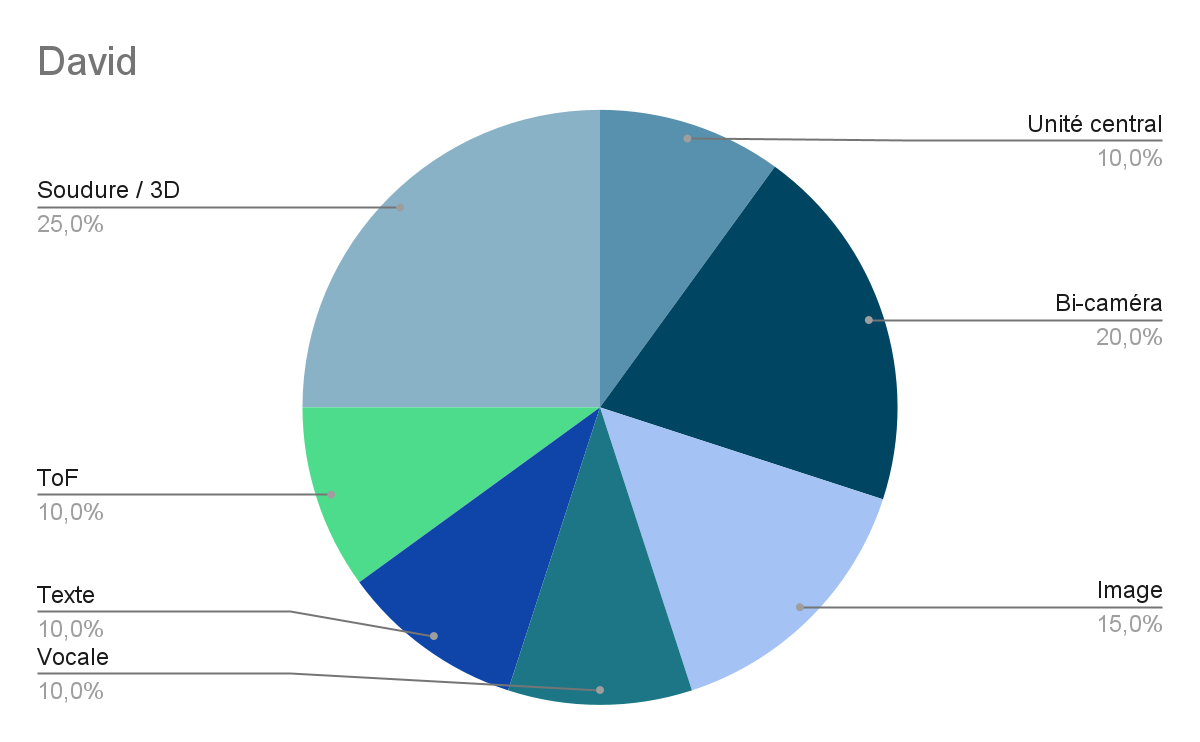 David
Unité central
10,0%
Bi-caméra
20,0%
Image
15,0%
Soudure / 3D
25,0%
ToF
10,0%
Texte
10,0%
Vocale
10,0%